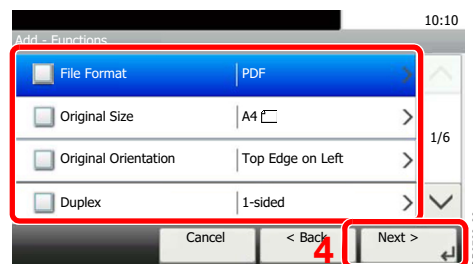 10:10
Add - Functions
File Format PDF
Original Size A4
1/6
Original Orientation Top Edge on Left
Duplex 1-sided
Cancel < Back Next >
4